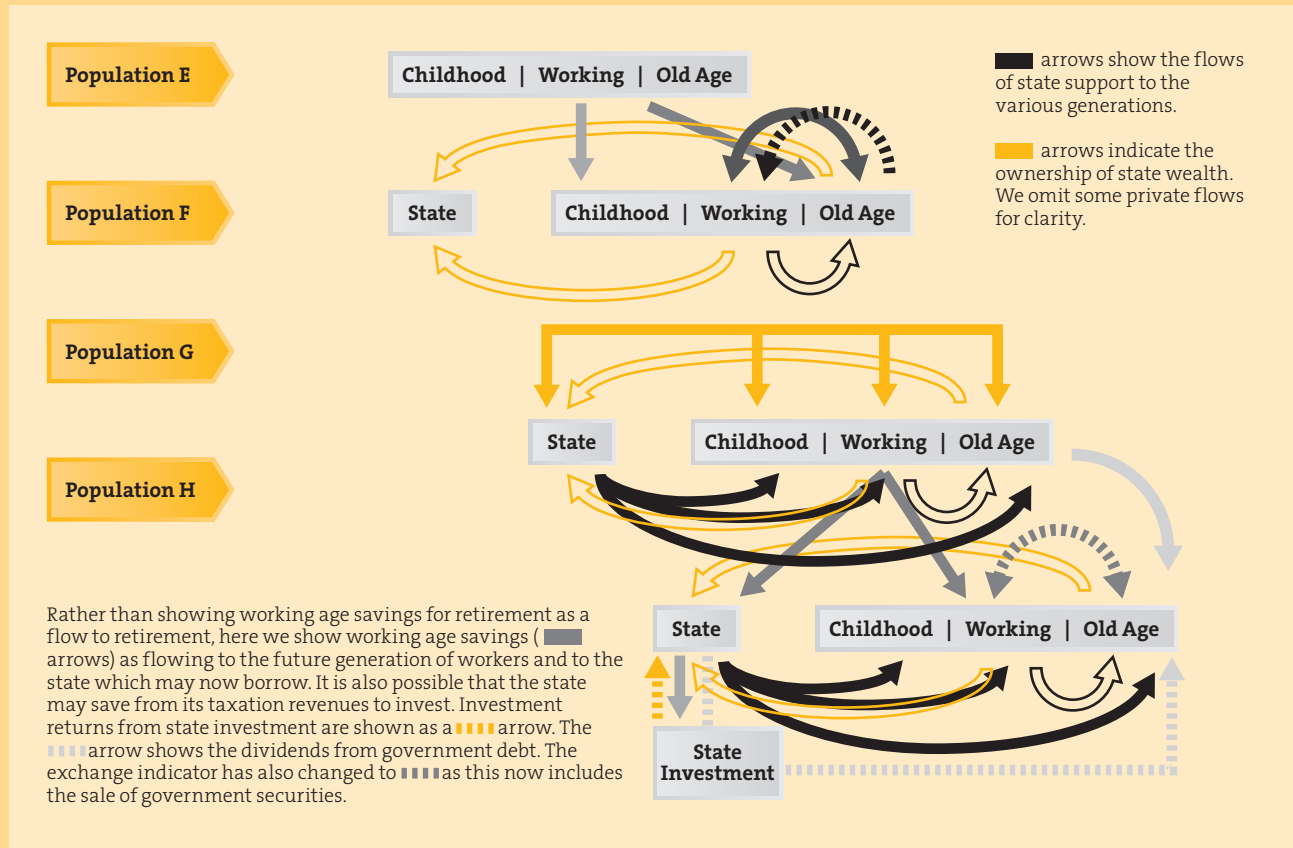 Population E
Childhood | Working | Old Age
arrows show the flows
of state support to the
various generations.
arrows indicate the
ownership of state wealth.
We omit some private flows
for clarity.
Population F
State
Childhood | Working | Old Age
Population G
State
Childhood | Working | Old Age
Population H
Rather than showing working age savings for retirement as a
flow to retirement, here we show working age savings (
arrows) as flowing to the future generation of workers and to the
state which may now borrow. It is also possible that the state
may save from its taxation revenues to invest. Investment
returns from state investment are shown as a arrow. The
arrow shows the dividends from government debt. The
exchange indicator has also changed to as this now includes
the sale of government securities.
State
Childhood | Working | Old Age
State
Investment